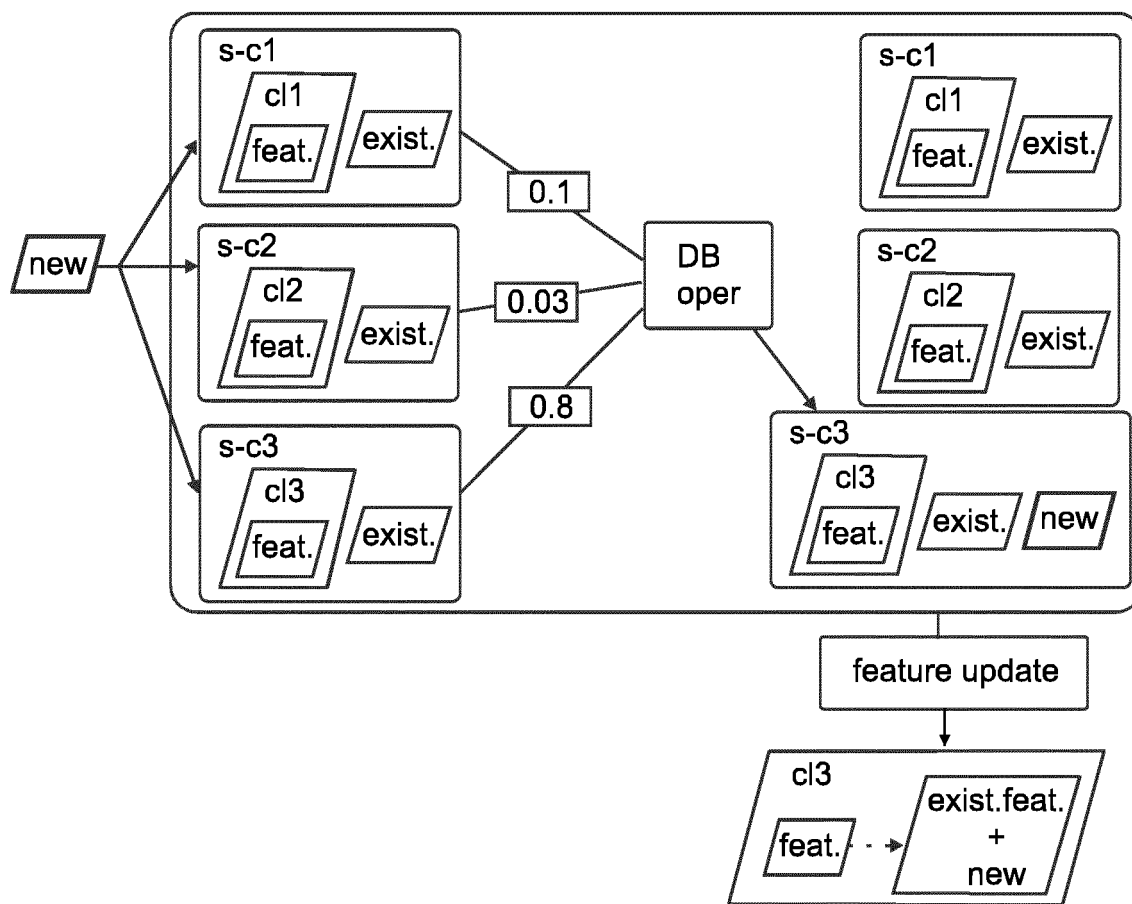 s-c1
cl1
feat.
exist.
0.1
s-c1
cl1
feat.
exist.
new
s-c2
cl2
feat.
exist.
0.03
DB
oper
s-c2
cl2
feat.
exist.
s-c3
cl3
feat.
exist.
0.8
s-c3
cl3
feat.
exist.
new
feature update
cl3
feat.
exist.feat.
+
new